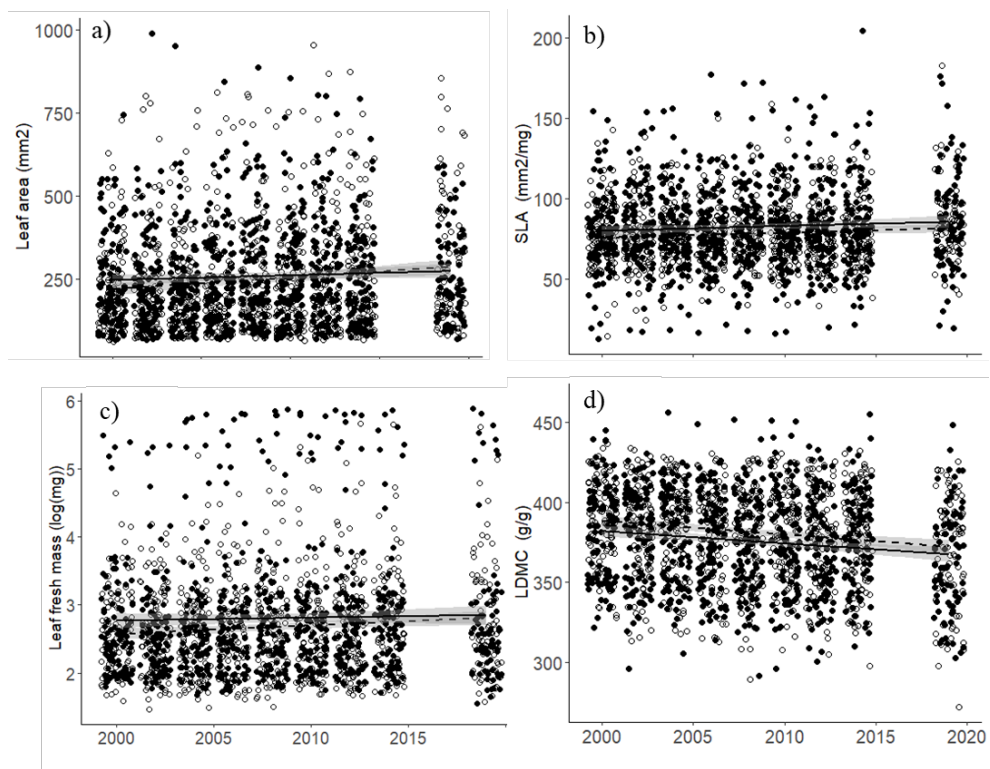 a)
1000
750
500
250
Leaf area (mm2)
b)
200
150
100
50
SLA (mm2/mg)
c)
6
5
4
3
2
Leaf fresh mass (log(mg))
2000 2005 2010 2015
d)
450
400
350
300
LDMC (g/g)
2000 2005 2010 2015 2020